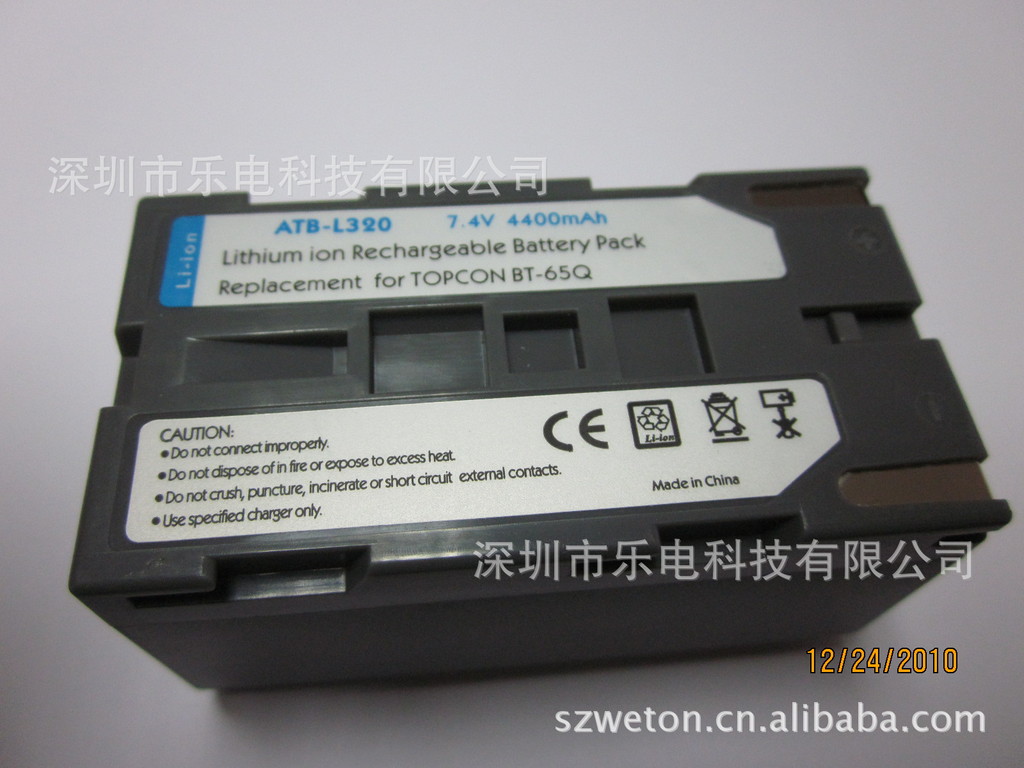 深圳市乐电科技有限公司
ATB-L320 7.4V 4400mAh
Li-ion
Lithium ion Rechargeable Battery Pack
Replacement for TOPCON BT-65Q
CAUTION:
•Do not connect improperly.
•Do not dispose of in fire or expose to excess heat.
•Do not crush, puncture, incinerate or short circuit external contacts.
•Use specified charger only.
CE
Li-ion
Made in China
深圳市乐电科技有限公司
12/24/2010
szweton.cn.alibaba.com